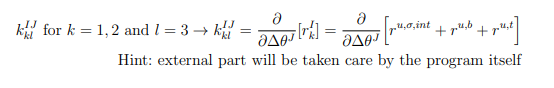 k_{kl}^{IJ} for k = 1, 2 and l = 3 → k_{kl}^{IJ} = ∂/∂Δθ^J [r_k^I] = ∂/∂Δθ^J [r^{u,σ,int} + r^{u,b} + r^{u,t}]
Hint: external part will be taken care by the program itself